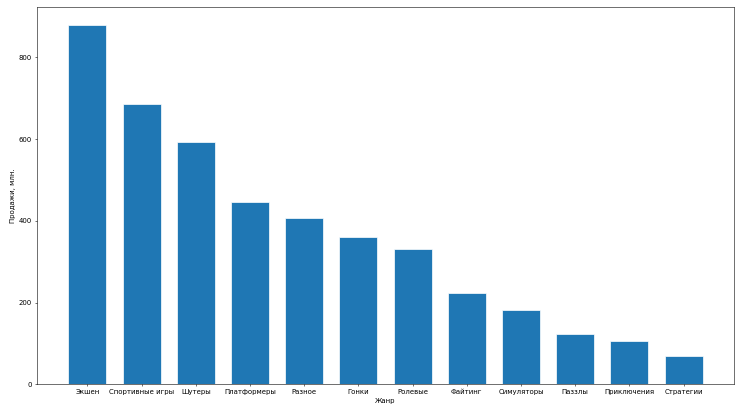 800
600
400
200
0
Продажи, млн.
Экшен Спортивные игры Шутеры Платформеры Разное Гонки Ролевые Файтинг Симуляторы Паззлы Приключения Стратегии
Жанр